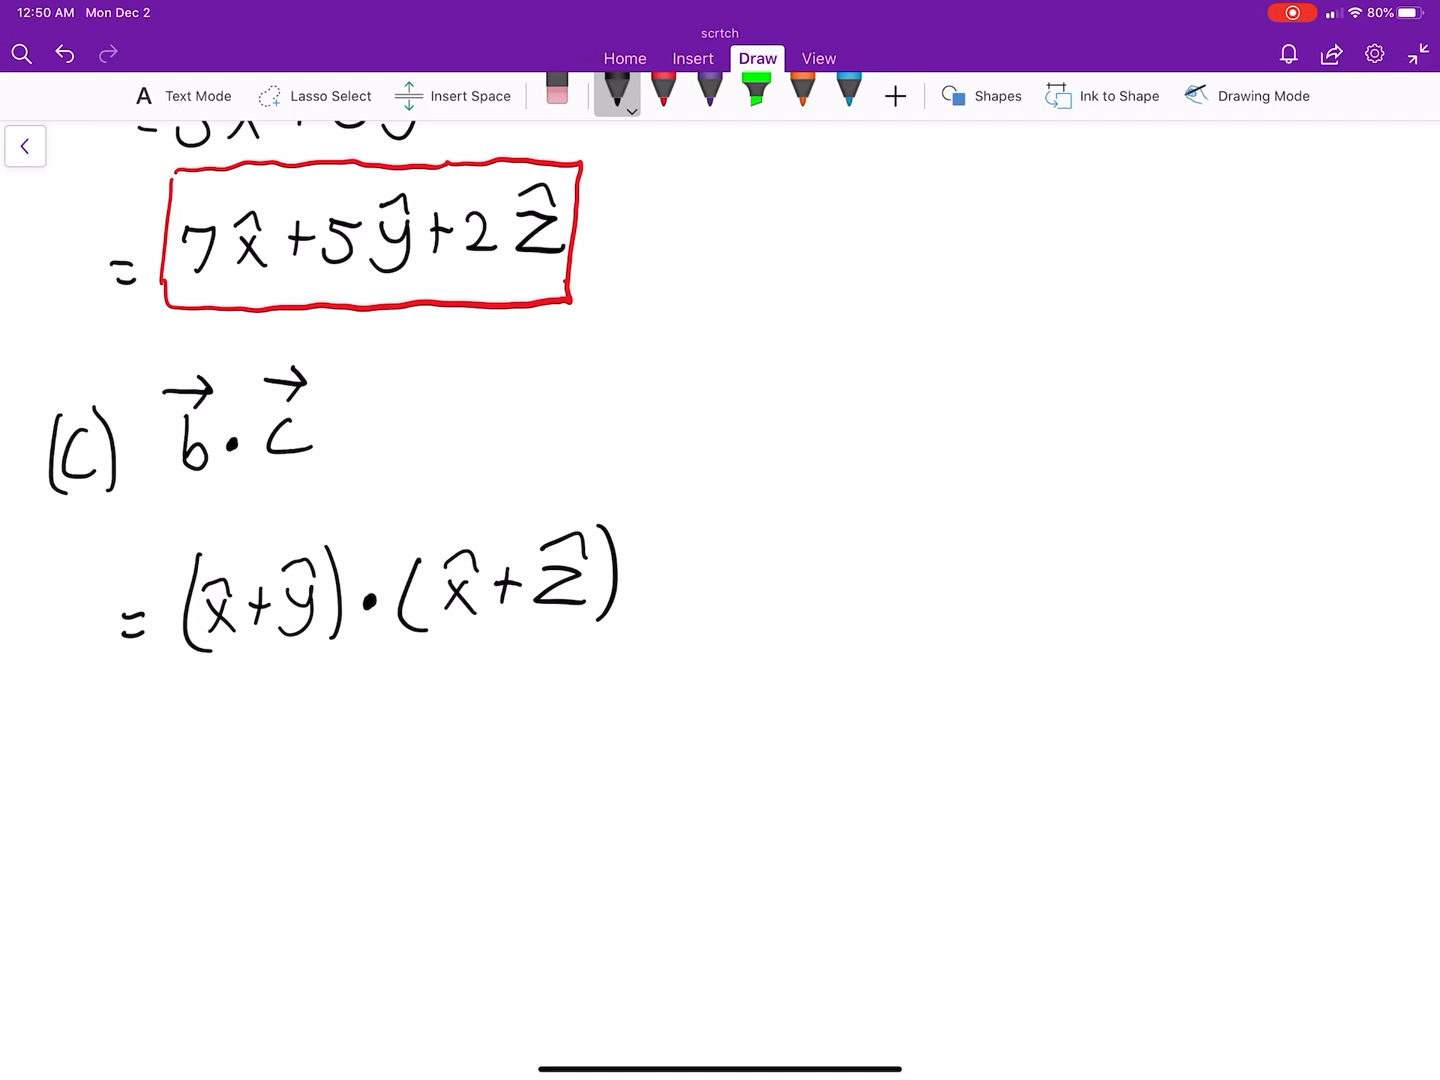 12:50 AM Mon Dec 2 80%
scrtch
Home Insert Draw View
A Text Mode Lasso Select Insert Space Shapes Ink to Shape Drawing Mode
= 7x̂ + 5ŷ + 2ẑ
(C) b⃗ · c⃗
= (x̂ + ŷ) · (x̂ + ẑ)